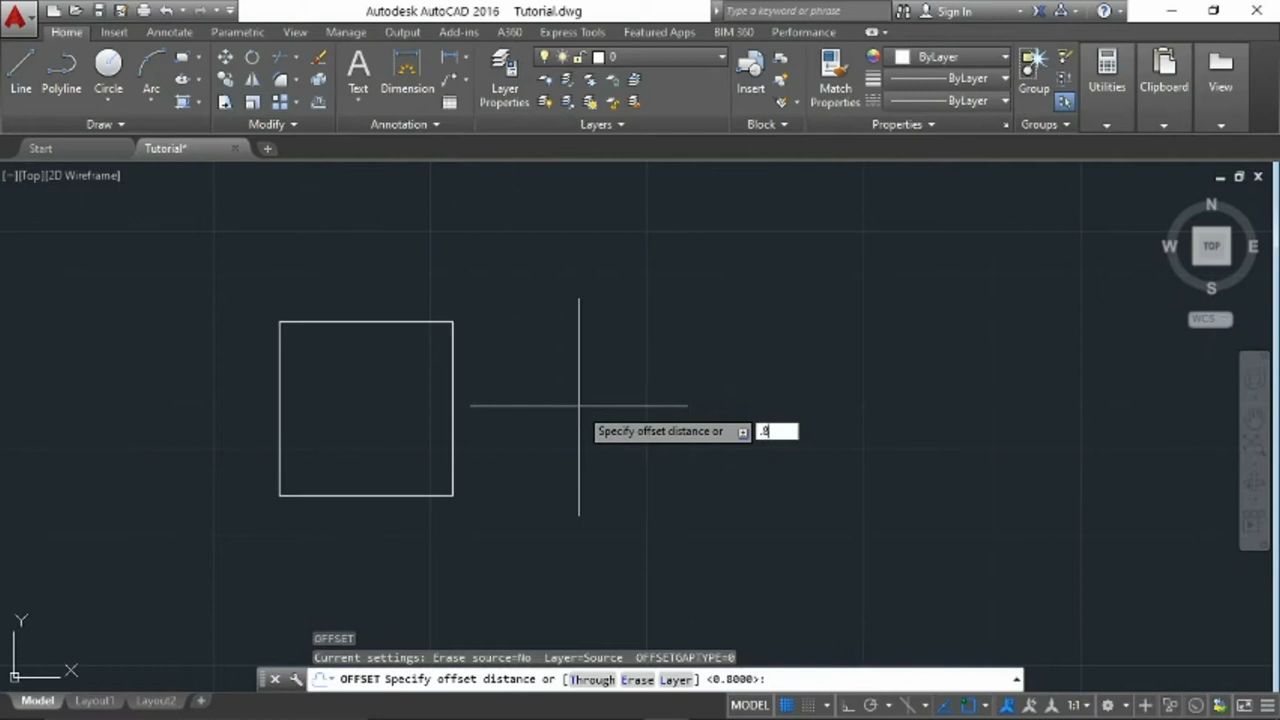 Autodesk AutoCAD 2016 Tutorial.dwg
Type a keyword or phrase
Sign In
Home Insert Annotate Parametric View Manage Output Add-ins A360 Express Tools Featured Apps BIM 360 Performance
0
ByLayer
ByLayer
ByLayer
Line Polyline Circle Arc
Text Dimension
Layer Properties
Insert
Match Properties
Group
Utilities Clipboard View
Draw Modify Annotation Layers Block Properties Groups
Start Tutorial*
[−][Top][2D Wireframe]
N
W TOP E
S
WCS
Specify offset distance or .8
Y
X
OFFSET
Current settings: Erase source=No Layer=Source OFFSETGAPTYPE=0
OFFSET Specify offset distance or [Through Erase Layer] <0.8000>:
Model Layout1 Layout2 +
MODEL 1:1